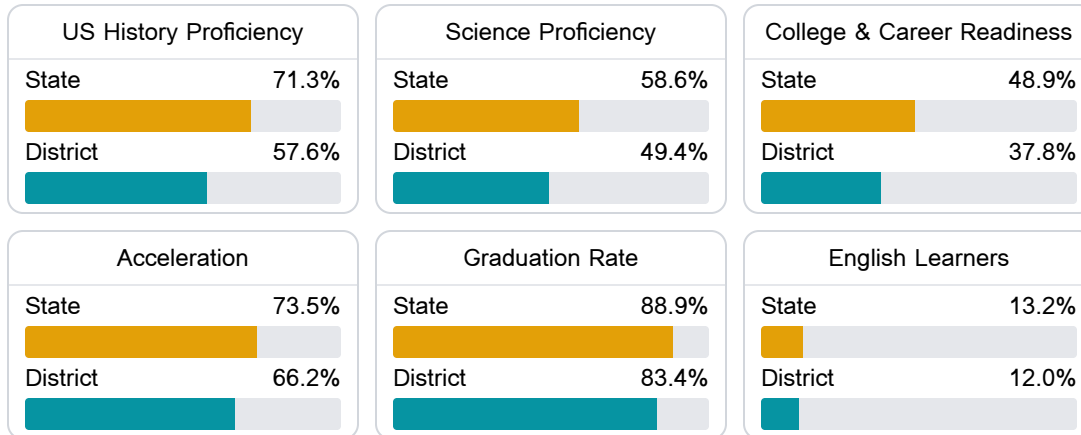 US History Proficiency
State 71.3%
District 57.6%
Science Proficiency
State 58.6%
District 49.4%
College & Career Readiness
State 48.9%
District 37.8%
Acceleration
State 73.5%
District 66.2%
Graduation Rate
State 88.9%
District 83.4%
English Learners
State 13.2%
District 12.0%